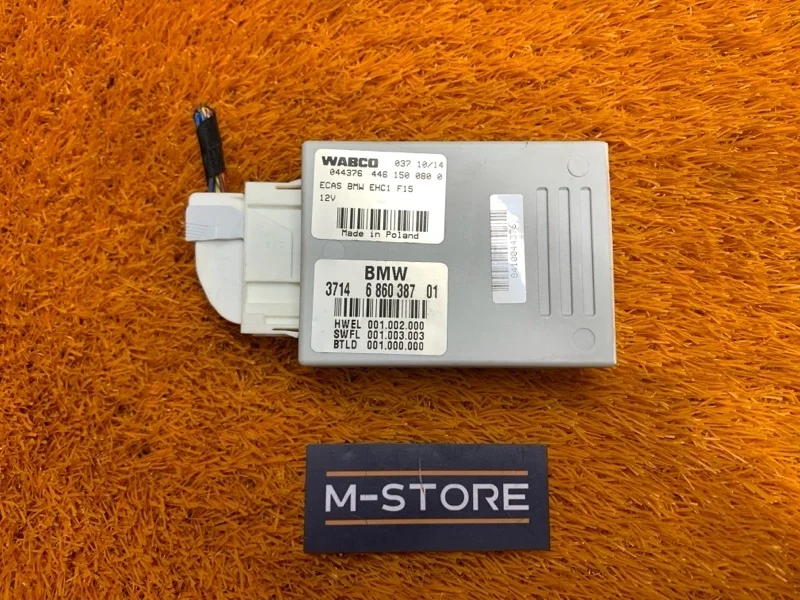 WABCO 037 10/14
044376 446 150 080 0
ECAS BMW EHC1 F15
12V
Made in Poland
BMW
3714 6 860 387 01
HWEL 001.002.000
SWFL 001.003.003
BTLD 001.000.000
0410044376
M-STORE